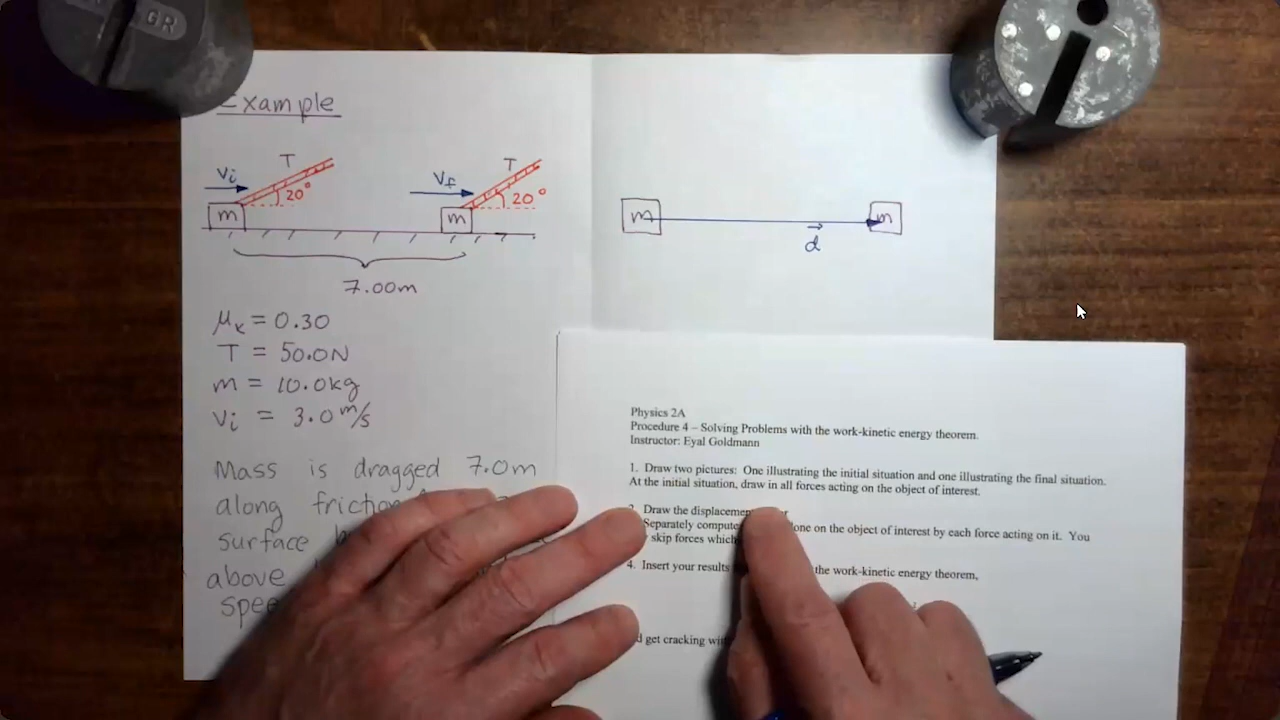 GR
Example
T
T
Vi
Vf
20°
20°
m
m
m
m
d
7.00m
μk = 0.30
T = 50.0N
m = 10.0kg
Vi = 3.0 m/s
Mass is dragged 7.0m
along
surface
above
Physics 2A
Procedure 4 – Solving Problems with the work-kinetic energy theorem.
Instructor: Eyal Goldmann
1. Draw two pictures: One illustrating the initial situation and one illustrating the final situation.
At the initial situation, draw in all forces acting on the object of interest.
Draw the
Separately compute on the object of interest by each force acting on it. You
skip forces which
4. Insert your results the work-kinetic energy theorem,
get cracking